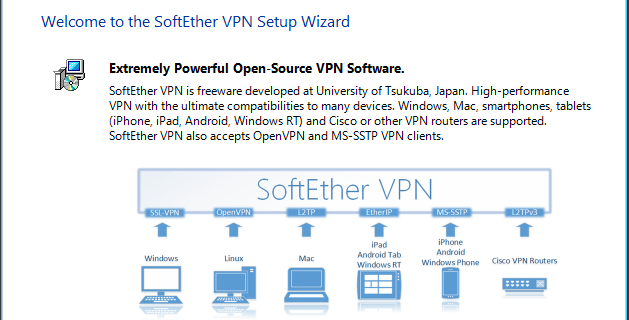 Welcome to the SoftEther VPN Setup Wizard
Extremely Powerful Open-Source VPN Software.
SoftEther VPN is freeware developed at University of Tsukuba, Japan. High-performance
VPN with the ultimate compatibilities to many devices. Windows, Mac, smartphones, tablets
(iPhone, iPad, Android, Windows RT) and Cisco or other VPN routers are supported.
SoftEther VPN also accepts OpenVPN and MS-SSTP VPN clients.
SoftEther VPN
SSL-VPN OpenVPN L2TP EtherIP MS-SSTP L2TPv3
Windows
Linux
Mac
iPad
Android Tab
Windows RT
iPhone
Android
Windows Phone
Cisco VPN Routers